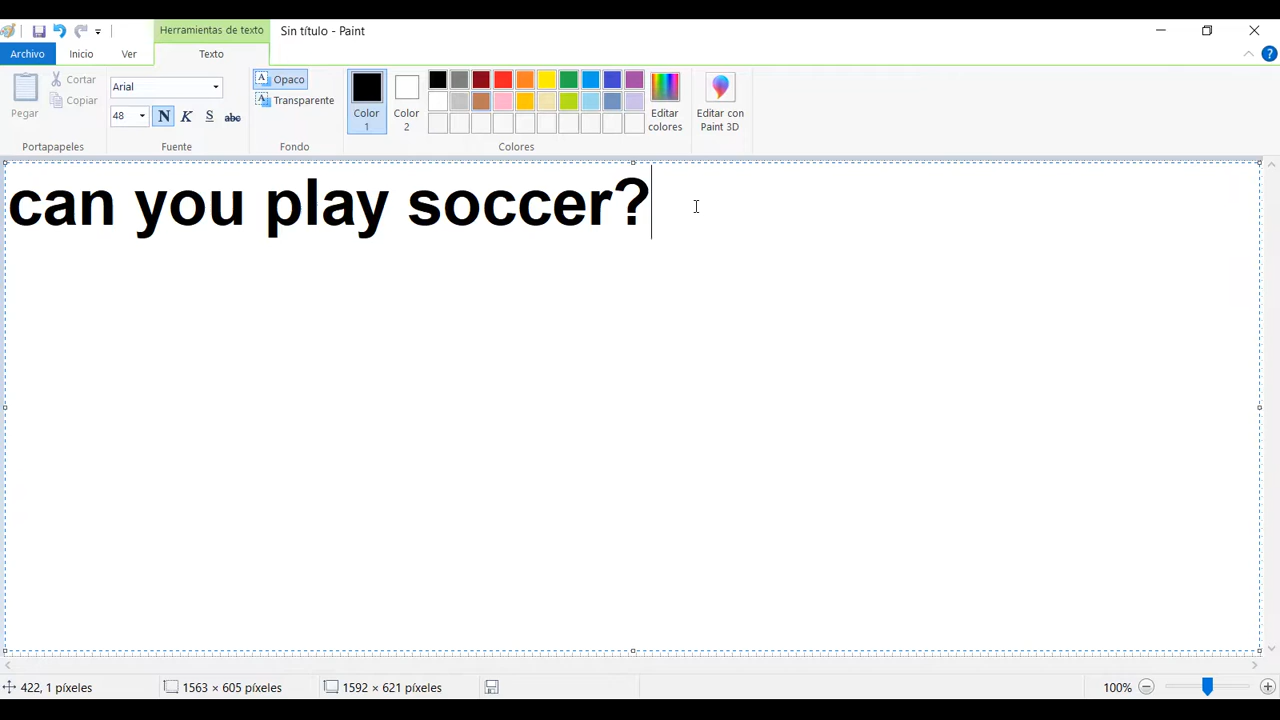 Herramientas de texto
Sin título - Paint
Archivo
Inicio
Ver
Texto
Pegar
Cortar
Copiar
Portapapeles
Arial
48
N K S abc
Fuente
A Opaco
A Transparente
Fondo
Color 1
Color 2
Editar colores
Colores
Editar con Paint 3D
?
can you play soccer?
422, 1 píxeles
1563 × 605 píxeles
1592 × 621 píxeles
100%